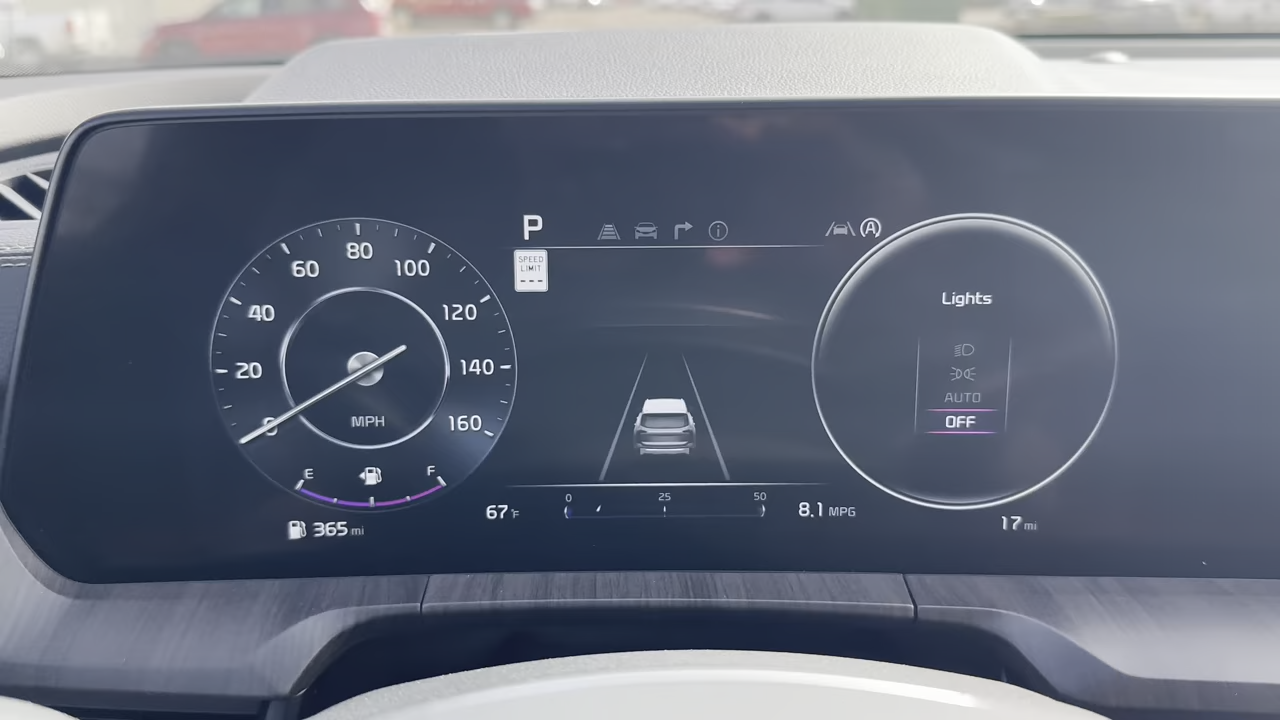 P
SPEED
LIMIT
---
80
60
100
40
120
20
140
0
160
MPH
E
F
365 mi
67°F
0
25
50
8.1 MPG
A
Lights
AUTO
OFF
17 mi